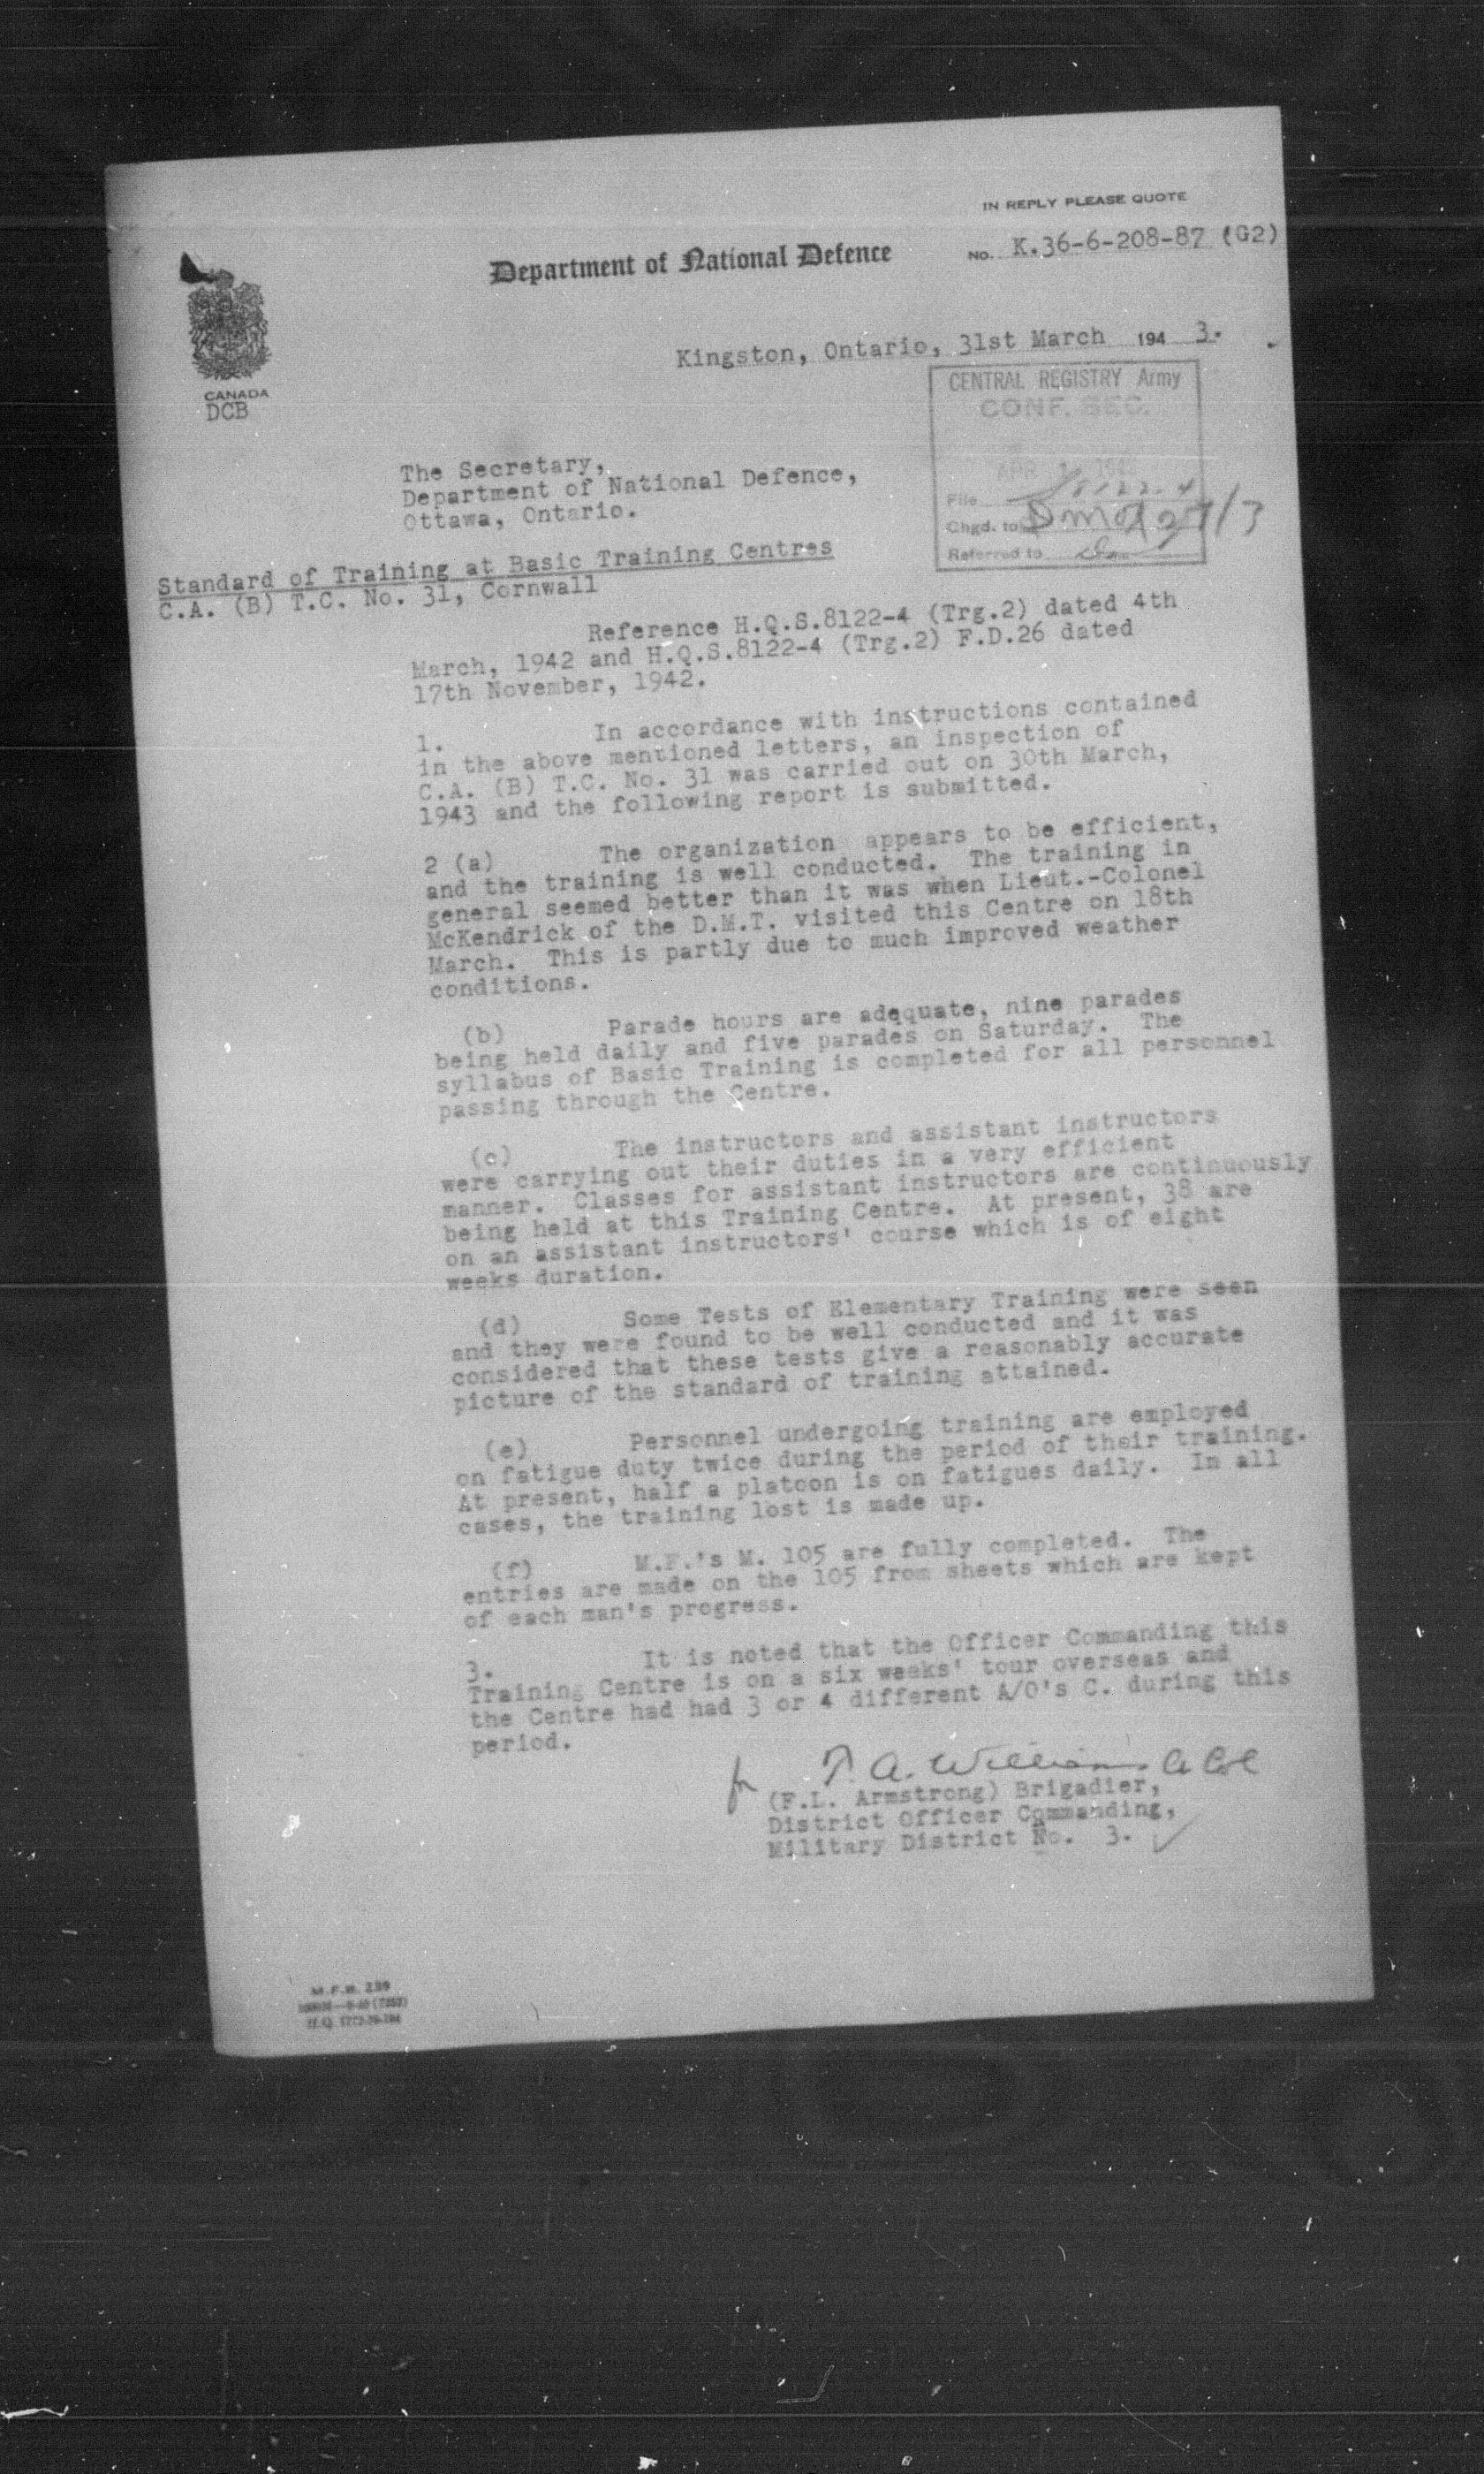 IN REPLY PLEASE QUOTE
Department of National Defence
No. K.36-6-208-87 (G2)
Kingston, Ontario, 31st March 194 3.
CANADA
DCB
CENTRAL REGISTRY Army
CONF. SEC.
APR
File 8122-4
Chgd. to
Referred to
The Secretary,
Department of National Defence,
Ottawa, Ontario.
Standard of Training at Basic Training Centres
C.A. (B) T.C. No. 31, Cornwall
Reference H.Q.S.8122-4 (Trg.2) dated 4th
March, 1942 and H.Q.S.8122-4 (Trg.2) F.D.26 dated
17th November, 1942.
1. In accordance with instructions contained
in the above mentioned letters, an inspection of
C.A. (B) T.C. No. 31 was carried out on 30th March,
1943 and the following report is submitted.
2 (a) The organization appears to be efficient,
and the training is well conducted. The training in
general seemed better than it was when Lieut.-Colonel
McKendrick of the D.M.T. visited this Centre on 18th
March. This is partly due to much improved weather
conditions.
(b) Parade hours are adequate, nine parades
being held daily and five parades on Saturday. The
syllabus of Basic Training is completed for all personnel
passing through the Centre.
(c) The instructors and assistant instructors
were carrying out their duties in a very efficient
manner. Classes for assistant instructors are continuously
being held at this Training Centre. At present, 38 are
on an assistant instructors' course which is of eight
weeks duration.
(d) Some Tests of Elementary Training were seen
and they were found to be well conducted and it was
considered that these tests give a reasonably accurate
picture of the standard of training attained.
(e) Personnel undergoing training are employed
on fatigue duty twice during the period of their training.
At present, half a platoon is on fatigues daily. In all
cases, the training lost is made up.
(f) M.F.'s M. 105 are fully completed. The
entries are made on the 105 from sheets which are kept
of each man's progress.
3. It is noted that the Officer Commanding this
Training Centre is on a six weeks' tour overseas and
the Centre had had 3 or 4 different A/O's C. during this
period.
for
(F.L. Armstrong) Brigadier,
District Officer Commanding,
Military District No. 3.
M.F.B. 239